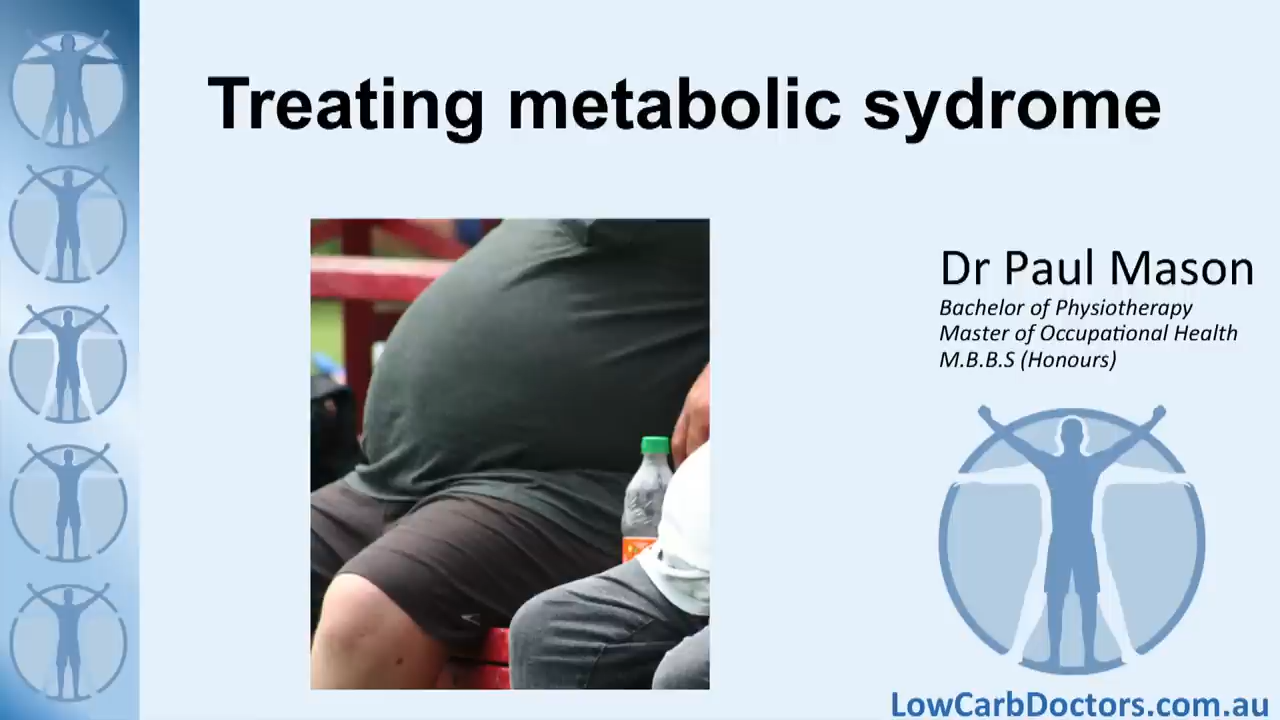 Treating metabolic sydrome
Dr Paul Mason
Bachelor of Physiotherapy
Master of Occupational Health
M.B.B.S (Honours)
LowCarbDoctors.com.au